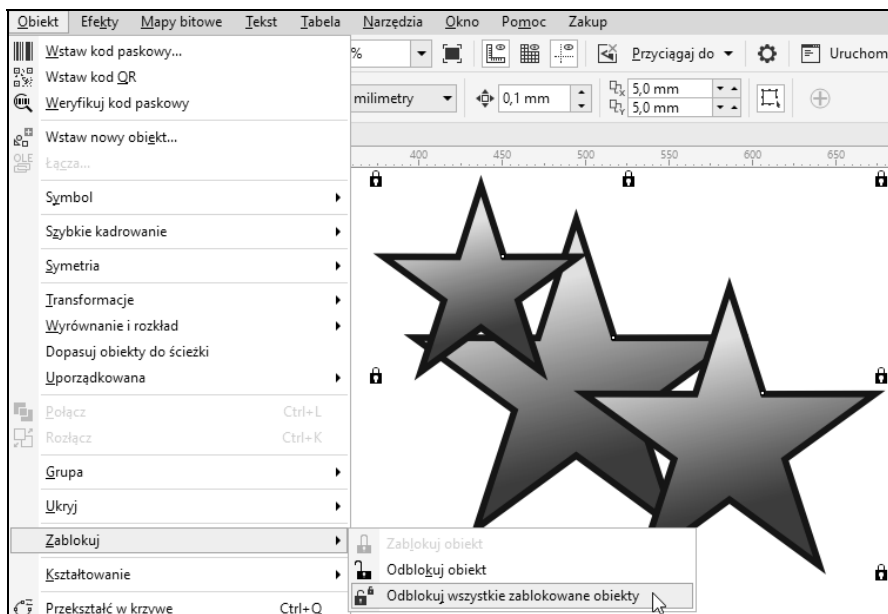 Obiekt Efekty Mapy bitowe Tekst Tabela Narzędzia Okno Pomoc Zakup
Wstaw kod paskowy...
% Przyciągaj do Uruchom
Wstaw kod QR
Weryfikuj kod paskowy
milimetry 0,1 mm 5,0 mm
5,0 mm
Wstaw nowy obiekt...
OLE Łącza...
400 450 500 550 600 650
Symbol
Szybkie kadrowanie
Symetria
Transformacje
Wyrównanie i rozkład
Dopasuj obiekty do ścieżki
Uporządkowana
Połącz Ctrl+L
Rozłącz Ctrl+K
Grupa
Ukryj
Zablokuj
Zablokuj obiekt
Odblokuj obiekt
Kształtowanie
Odblokuj wszystkie zablokowane obiekty
Przekształć w krzywe Ctrl+Q